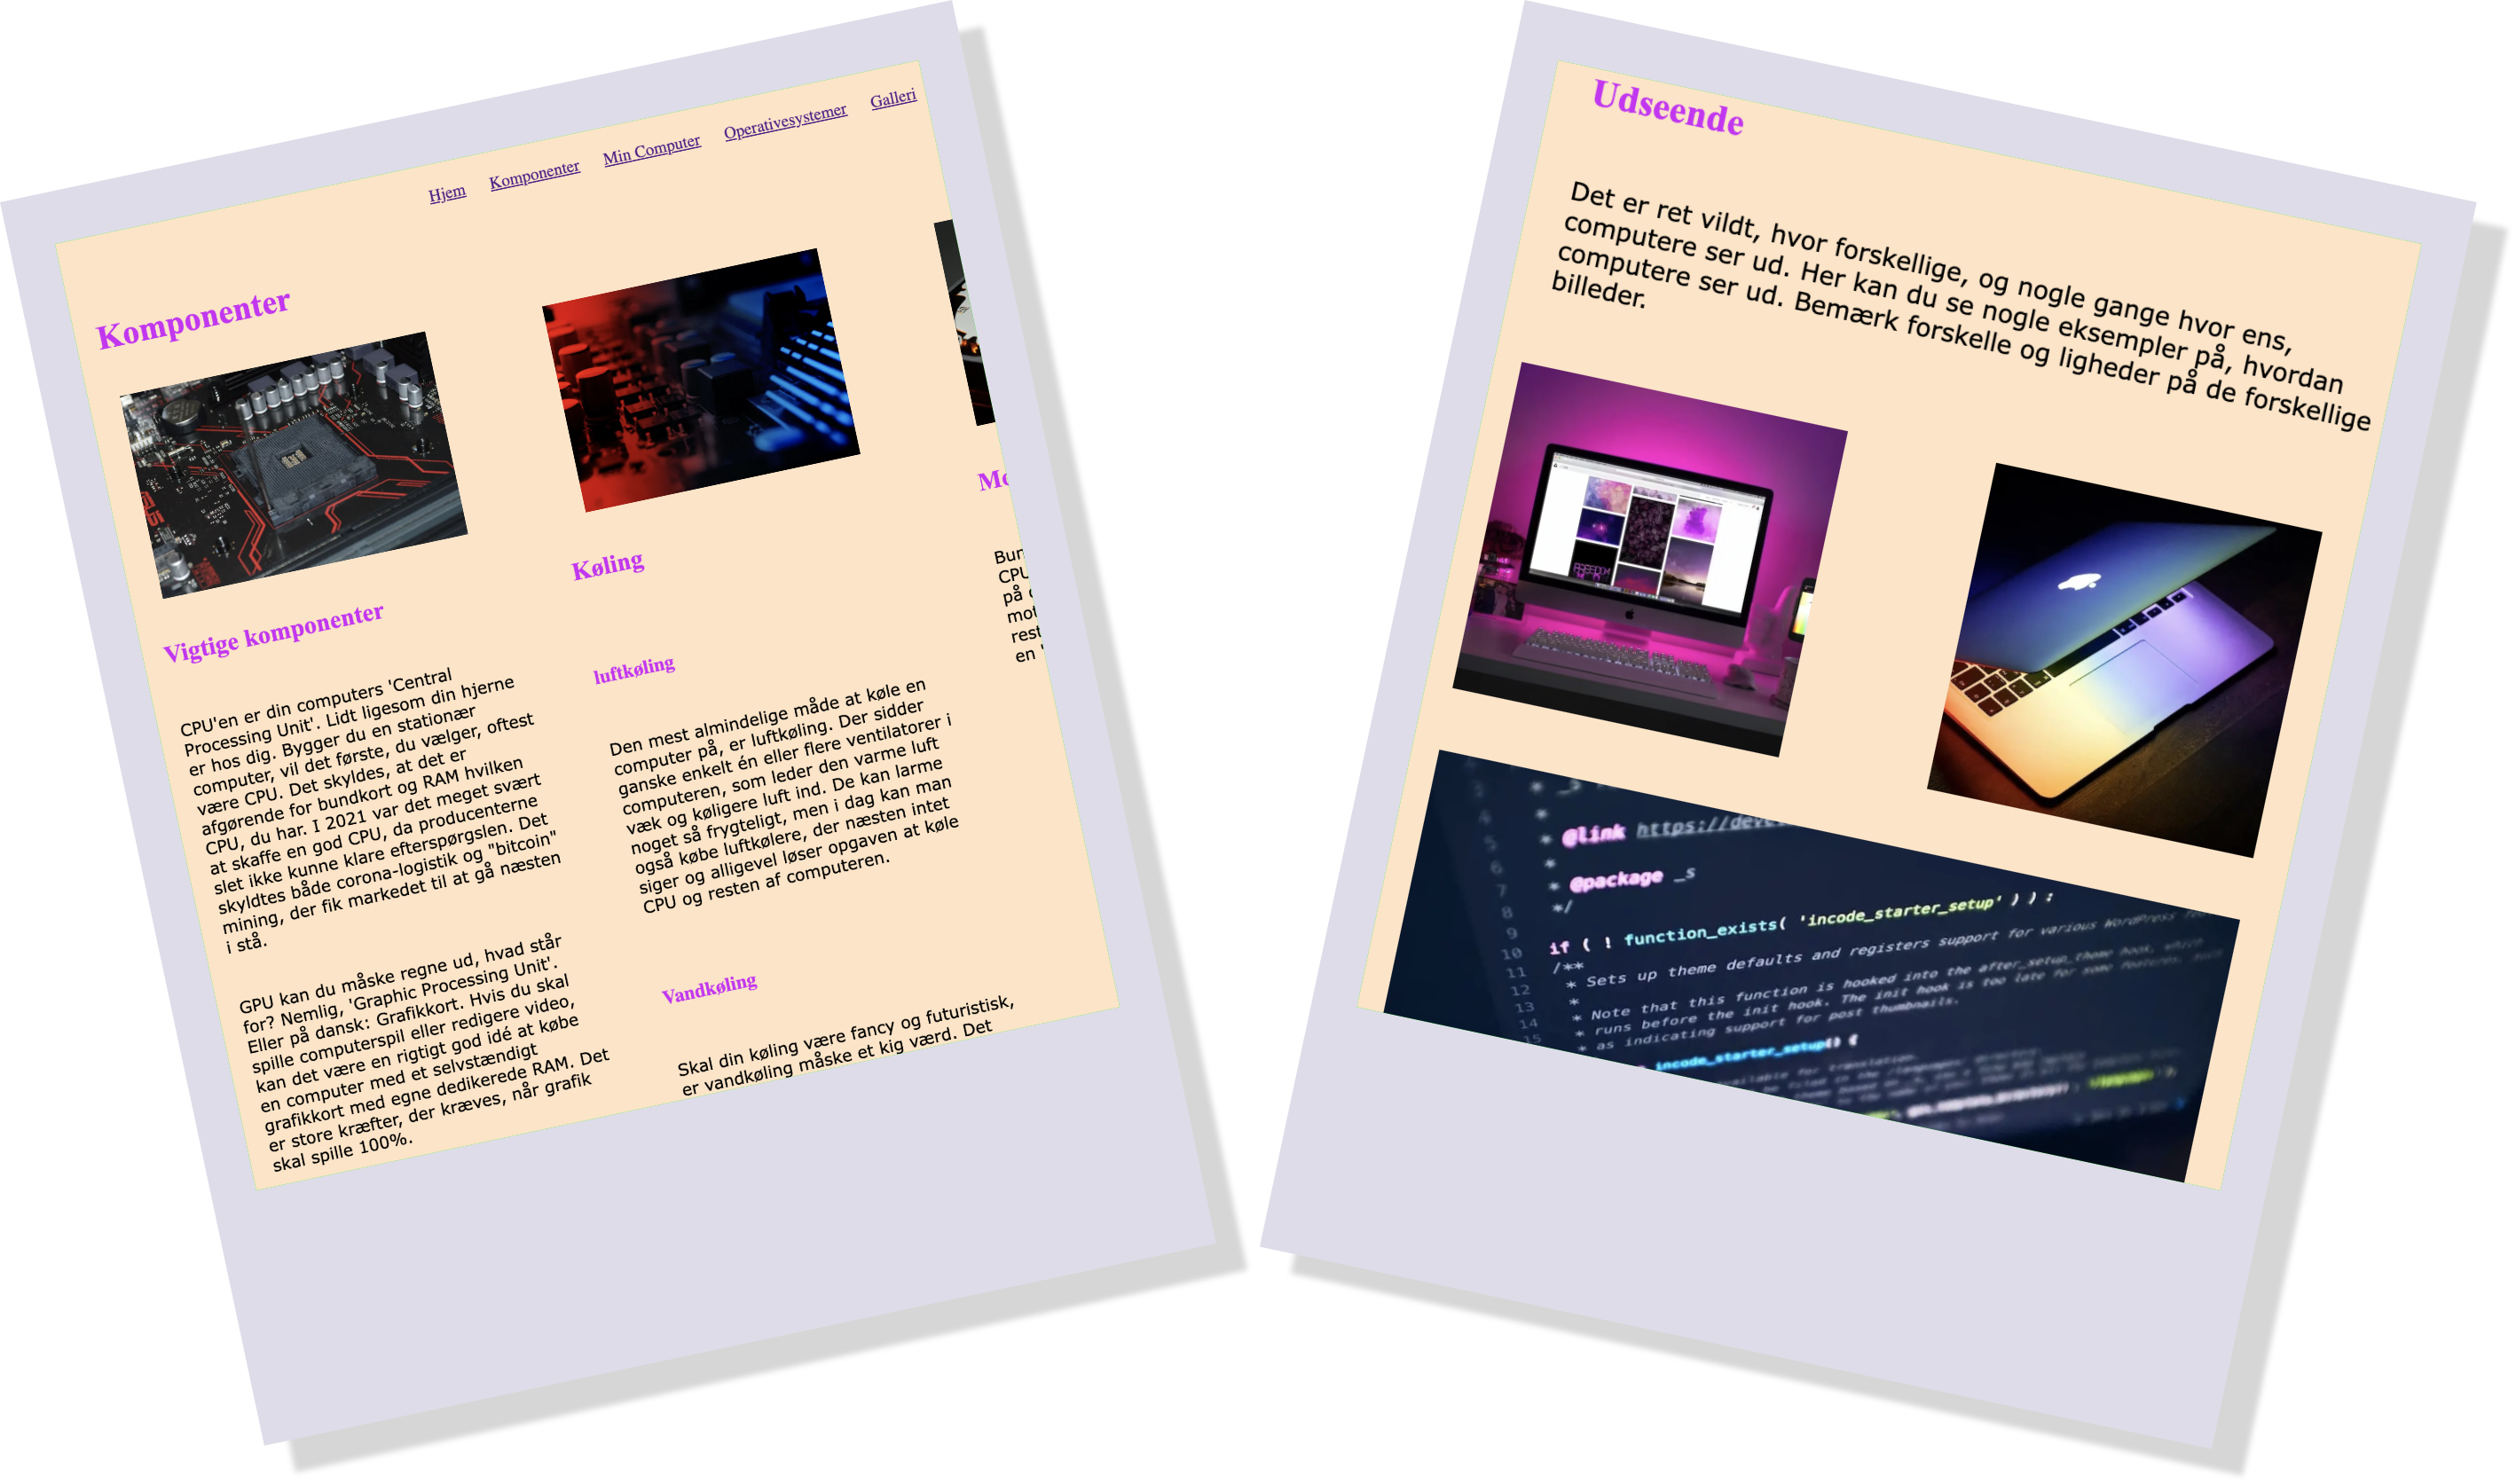 Hjem Komponenter Min Computer Operativesystemer Galleri
Komponenter
Vigtige komponenter
CPU'en er din computers 'Central
Processing Unit'. Lidt ligesom din hjerne
er hos dig. Bygger du en stationær
computer, vil det første, du vælger, oftest
være CPU. Det skyldes, at det er
afgørende for bundkort og RAM hvilken
CPU, du har. I 2021 var det meget svært
at skaffe en god CPU, da producenterne
slet ikke kunne klare efterspørgslen. Det
skyldtes både corona-logistik og "bitcoin"
mining, der fik markedet til at gå næsten
i stå.
GPU kan du måske regne ud, hvad står
for? Nemlig, 'Graphic Processing Unit'.
Eller på dansk: Grafikkort. Hvis du skal
spille computerspil eller redigere video,
kan det være en rigtigt god idé at købe
en computer med et selvstændigt
grafikkort med egne dedikerede RAM. Det
er store kræfter, der kræves, når grafik
skal spille 100%.
Køling
luftkøling
Den mest almindelige måde at køle en
computer på, er luftkøling. Der sidder
ganske enkelt én eller flere ventilatorer i
computeren, som leder den varme luft
væk og køligere luft ind. De kan larme
noget så frygteligt, men i dag kan man
også købe luftkølere, der næsten intet
siger og alligevel løser opgaven at køle
CPU og resten af computeren.
Vandkøling
Skal din køling være fancy og futuristisk,
er vandkøling måske et kig værd. Det
CPU
på
rest
en
Udseende
Det er ret vildt, hvor forskellige, og nogle gange hvor ens,
computere ser ud. Her kan du se nogle eksempler på, hvordan
computere ser ud. Bemærk forskelle og ligheder på de forskellige
billeder.
* @link https://deve
*
* @package _s
*/
if ( ! function_exists( 'incode_starter_setup' ) ) :
/**
* Sets up theme defaults and registers support for various WordPress
*
* Note that this function is hooked into the after_setup_theme hook, which
* runs before the init hook. The init hook is too late for some features, such
* as indicating support for post thumbnails.
incode_starter_setup() {